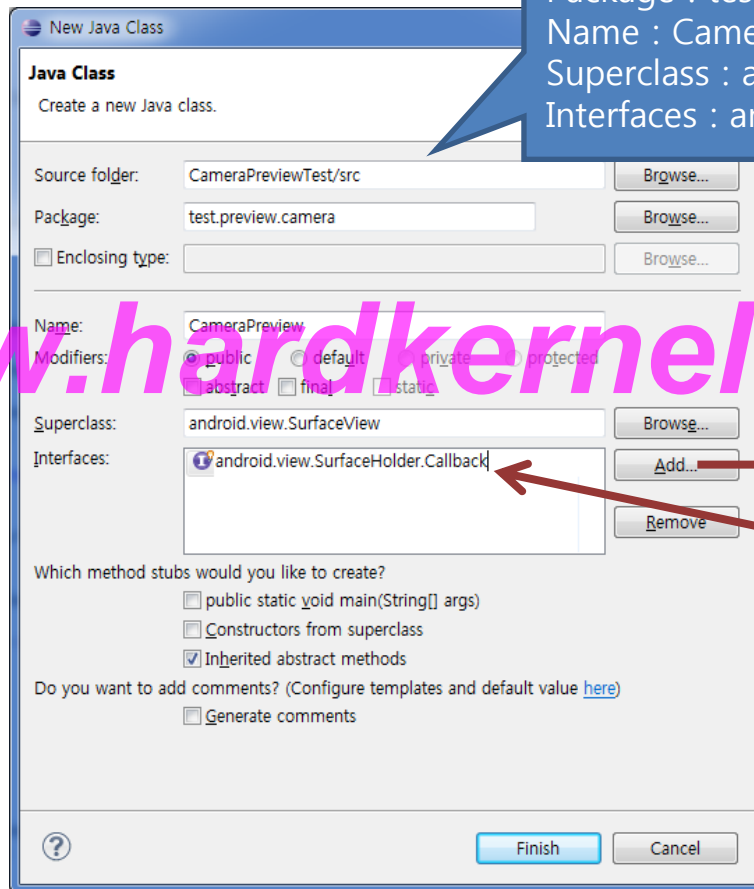 Package : test
Name : Came
Superclass : a
Interfaces : an
New Java Class
Java Class
Create a new Java class.
Source folder: CameraPreviewTest/src Browse...
Package: test.preview.camera Browse...
Enclosing type: Browse...
Name: CameraPreview
Modifiers: public default private protected
abstract final static
Superclass: android.view.SurfaceView Browse...
Interfaces: android.view.SurfaceHolder.Callback Add...
Remove
Which method stubs would you like to create?
public static void main(String[] args)
Constructors from superclass
Inherited abstract methods
Do you want to add comments? (Configure templates and default value here)
Generate comments
? Finish Cancel
w.hardkernel